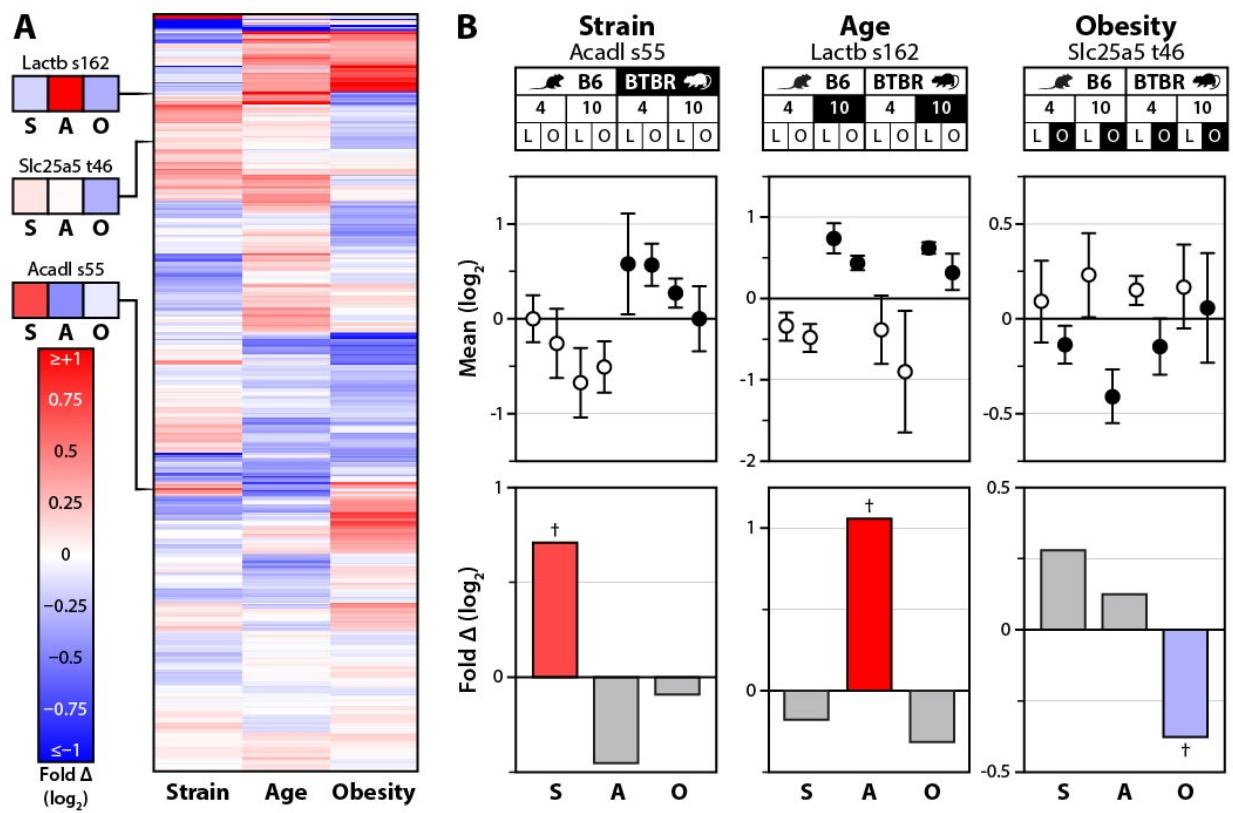 A
Lactb s162
S A O
Slc25a5 t46
S A O
Acadl s55
S A O
≥+1
0.75
0.5
0.25
0
−0.25
−0.5
−0.75
≤−1
Fold Δ
(log2)
Strain Age Obesity
B
Strain Age Obesity
Acadl s55 Lactb s162 Slc25a5 t46
B6 BTBR B6 BTBR B6 BTBR
4 10 4 10 4 10 4 10 4 10 4 10
L O L O L O L O L O L O L O L O L O L O L O L O
Mean (log2)
1
0
-1
1
0
-1
-2
0.5
0
-0.5
Fold Δ (log2)
1
0
†
S A O
1
0
†
S A O
0.5
0
-0.5
†
S A O